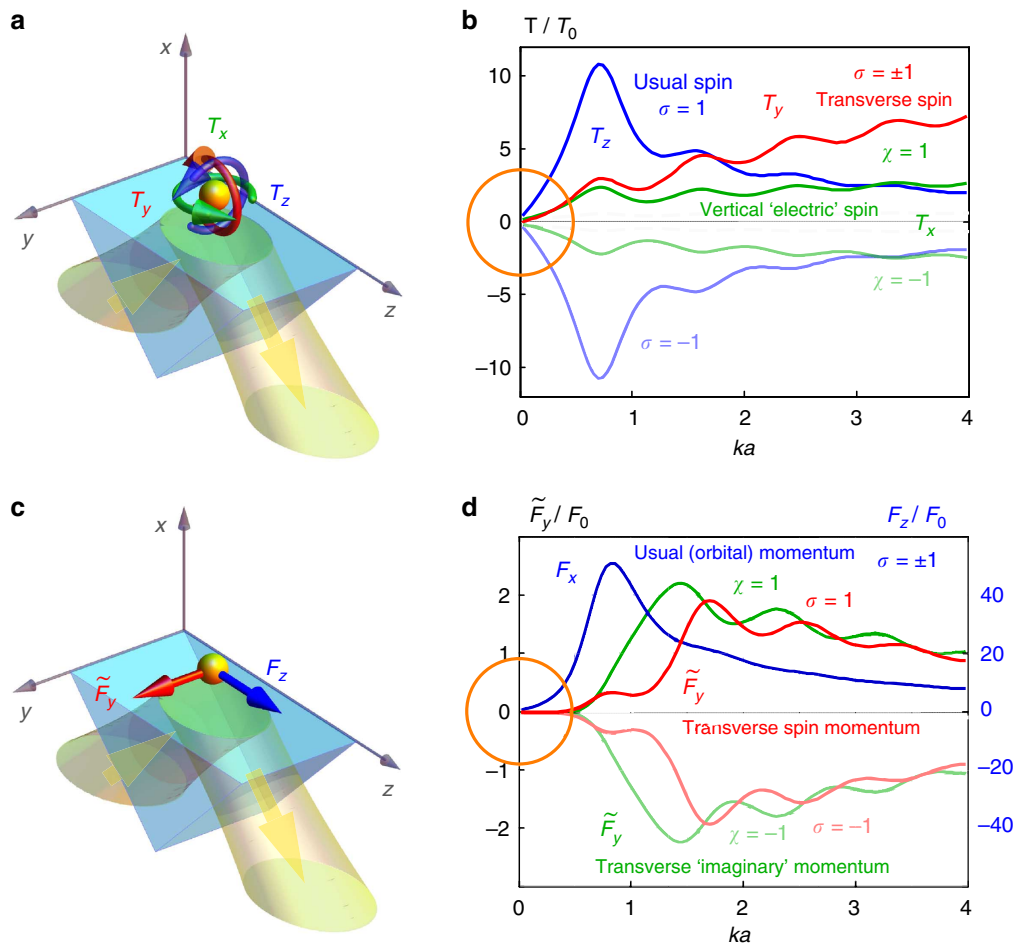 a
x
T_x
T_y
T_z
y
z
b
T / T_0
10
5
0
−5
−10
Usual spin
σ = 1
T_z
T_y
σ = ±1
Transverse spin
χ = 1
Vertical 'electric' spin
T_x
χ = −1
σ = −1
0
1
2
3
4
ka
c
x
F̃_y
F_z
y
z
d
F̃_y / F_0
F_z / F_0
2
1
0
−1
−2
40
20
0
−20
−40
Usual (orbital) momentum
σ = ±1
F_x
χ = 1
σ = 1
F̃_y
Transverse spin momentum
F̃_y
χ = −1
σ = −1
Transverse 'imaginary' momentum
0
1
2
3
4
ka